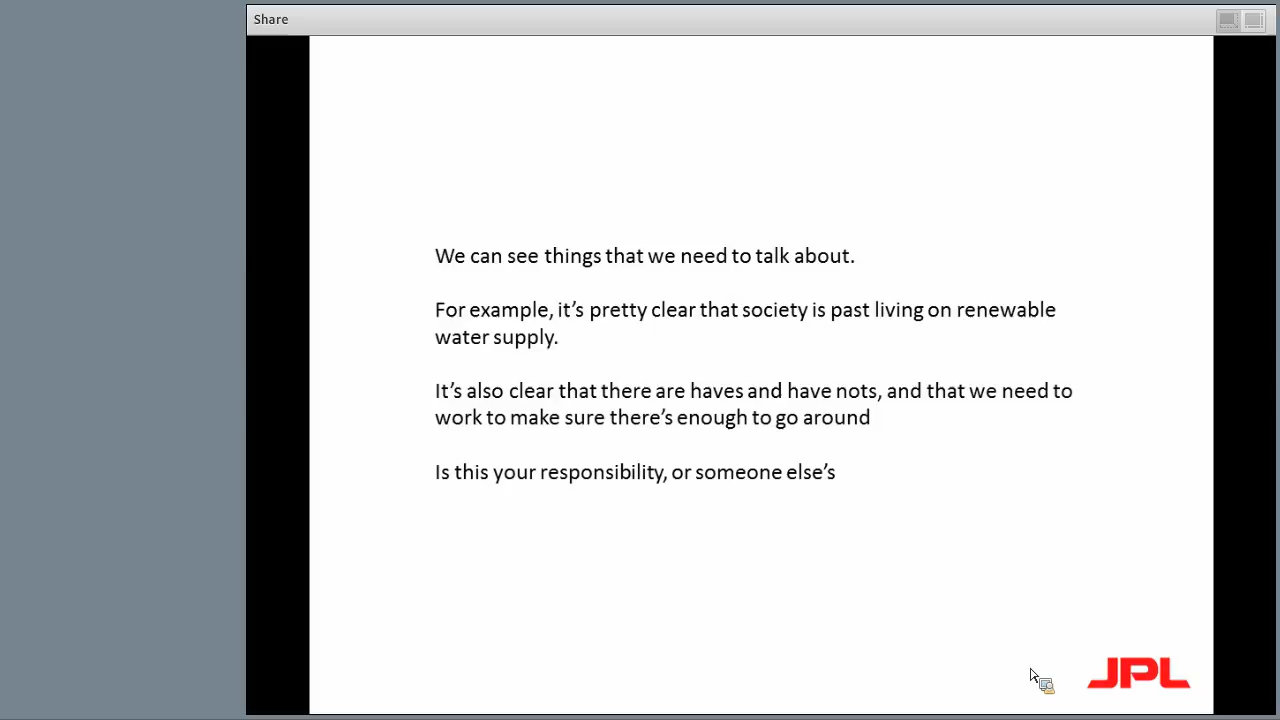 Share
We can see things that we need to talk about.
For example, it's pretty clear that society is past living on renewable
water supply.
It's also clear that there are haves and have nots, and that we need to
work to make sure there's enough to go around
Is this your responsibility, or someone else's
JPL